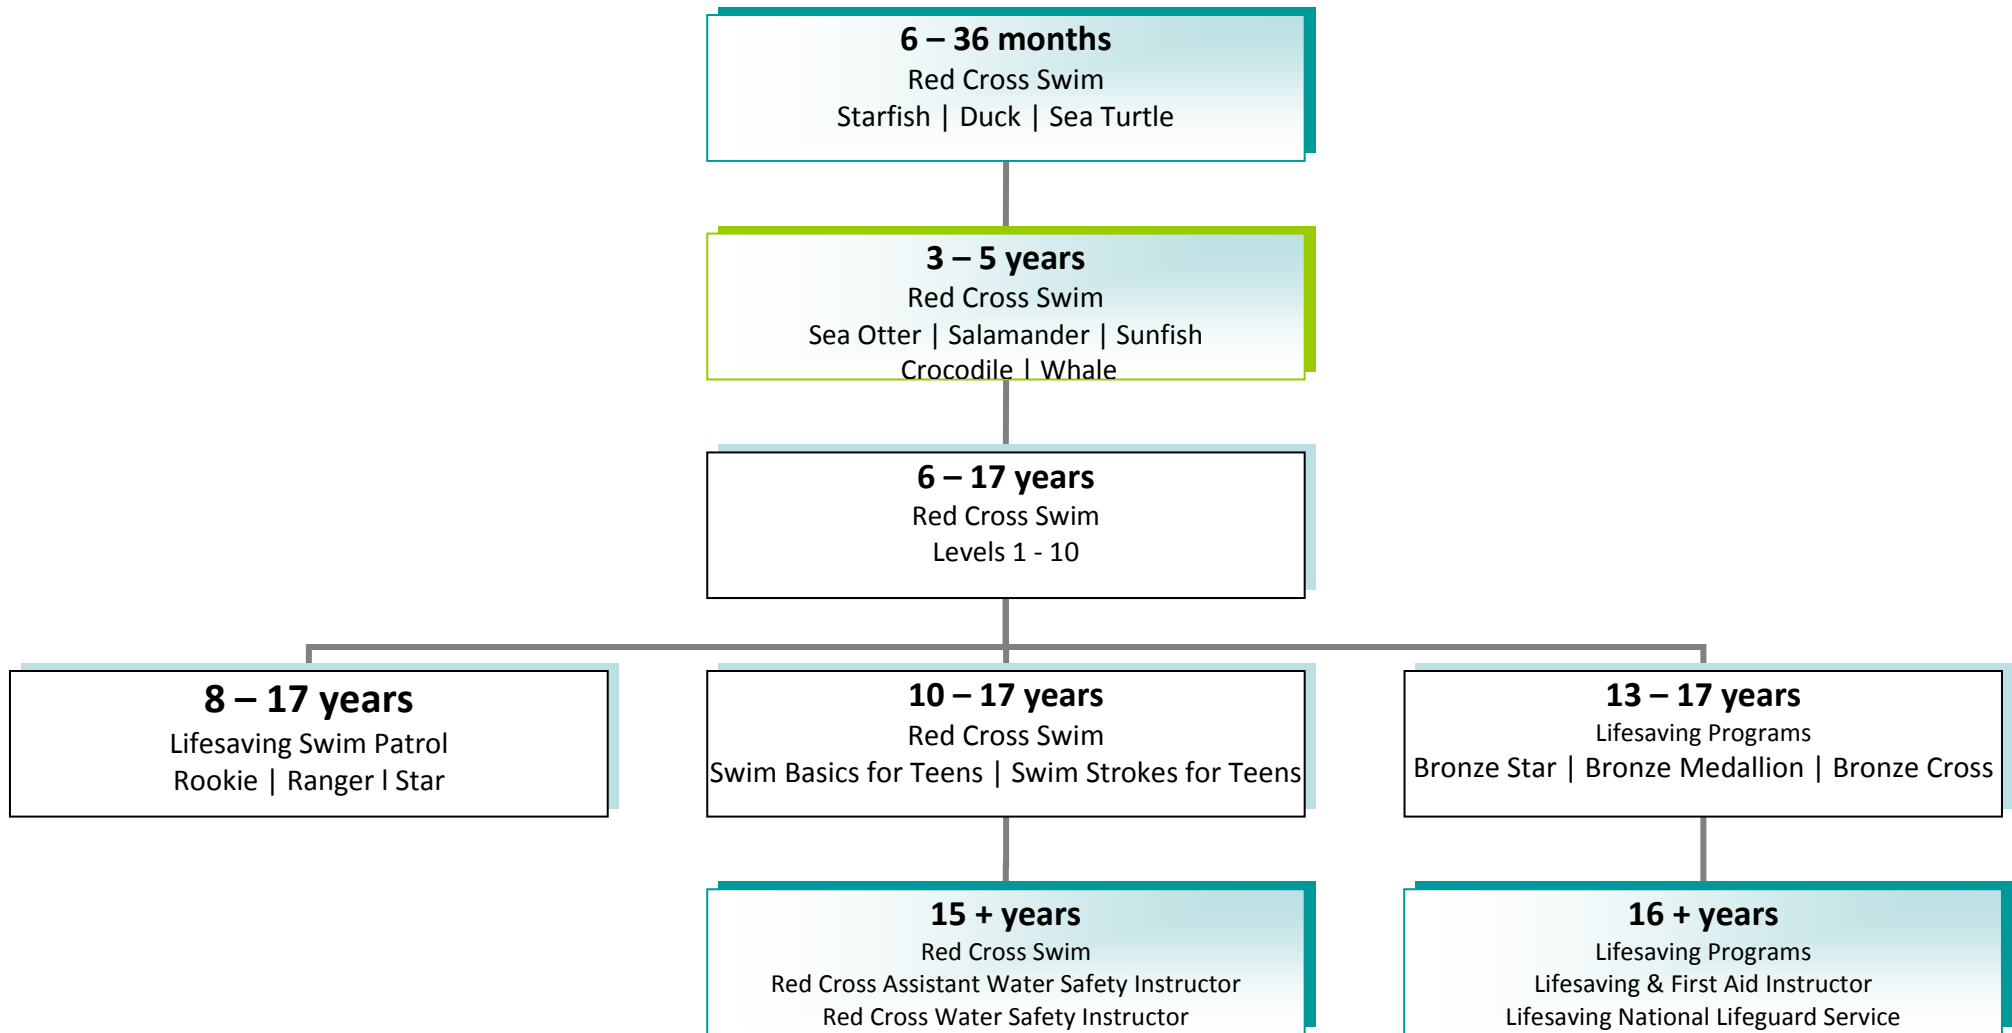 6 – 36 months
Red Cross Swim
Starfish | Duck | Sea Turtle
3 – 5 years
Red Cross Swim
Sea Otter | Salamander | Sunfish
Crocodile | Whale
6 – 17 years
Red Cross Swim
Levels 1 - 10
8 – 17 years
Lifesaving Swim Patrol
Rookie | Ranger l Star
10 – 17 years
Red Cross Swim
Swim Basics for Teens | Swim Strokes for Teens
13 – 17 years
Lifesaving Programs
Bronze Star | Bronze Medallion | Bronze Cross
15 + years
Red Cross Swim
Red Cross Assistant Water Safety Instructor
Red Cross Water Safety Instructor
16 + years
Lifesaving Programs
Lifesaving & First Aid Instructor
Lifesaving National Lifeguard Service